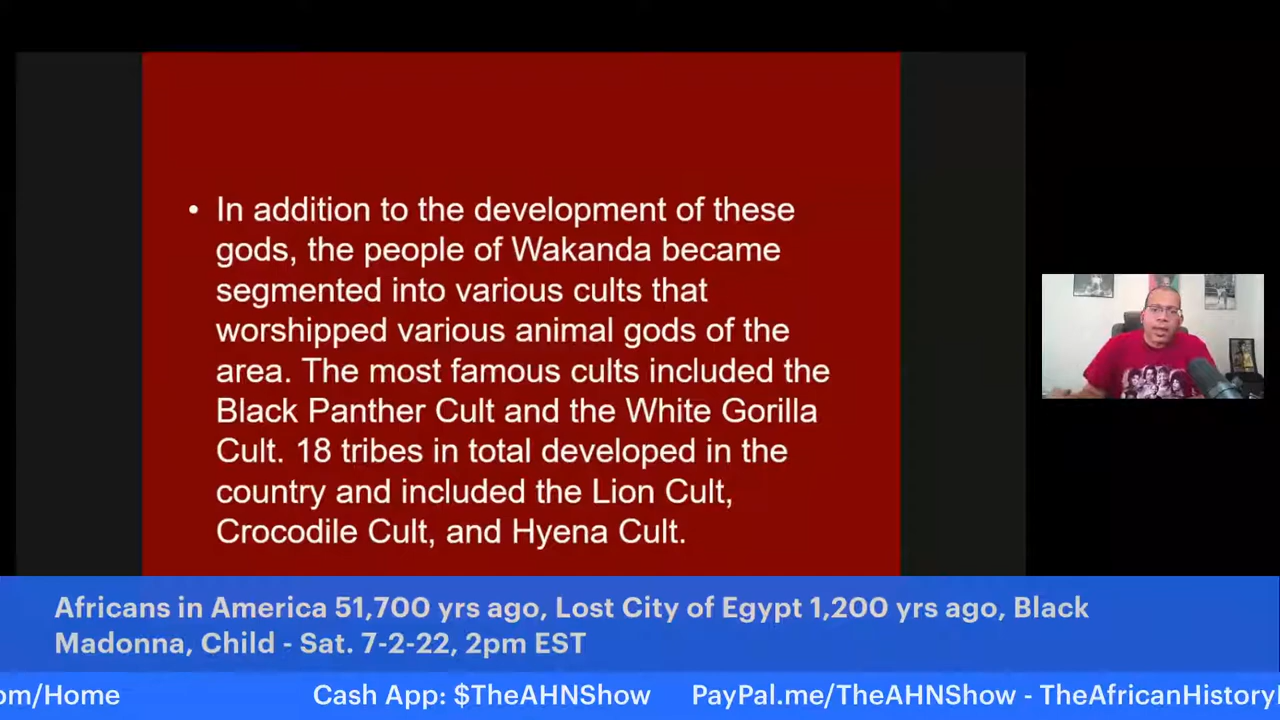 • In addition to the development of these
gods, the people of Wakanda became
segmented into various cults that
worshipped various animal gods of the
area. The most famous cults included the
Black Panther Cult and the White Gorilla
Cult. 18 tribes in total developed in the
country and included the Lion Cult,
Crocodile Cult, and Hyena Cult.
Africans in America 51,700 yrs ago, Lost City of Egypt 1,200 yrs ago, Black
Madonna, Child - Sat. 7-2-22, 2pm EST
om/Home Cash App: $TheAHNShow PayPal.me/TheAHNShow - TheAfricanHistory